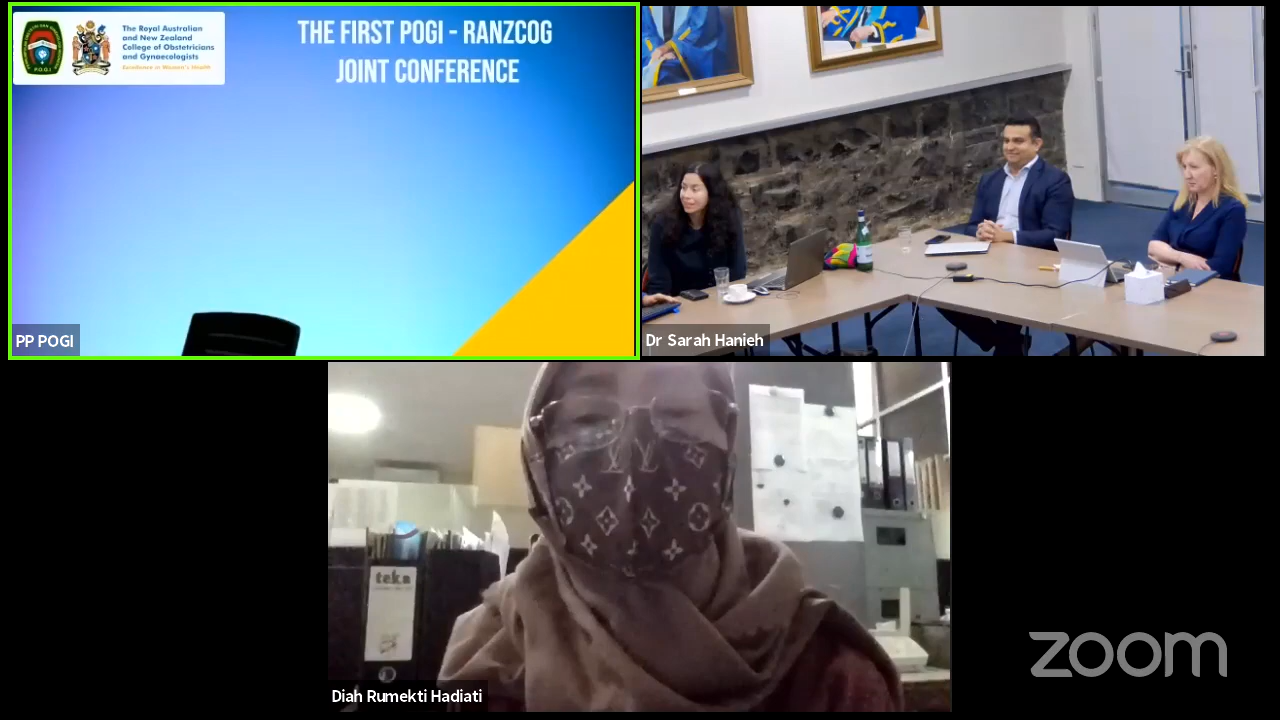 The Royal Australian
and New Zealand
College of Obstetricians
and Gynaecologists
Excellence in Women's Health
P.O.G.I
THE FIRST POGI - RANZCOG
JOINT CONFERENCE
PP POGI
Dr Sarah Hanieh
teka
Diah Rumekti Hadiati
zoom